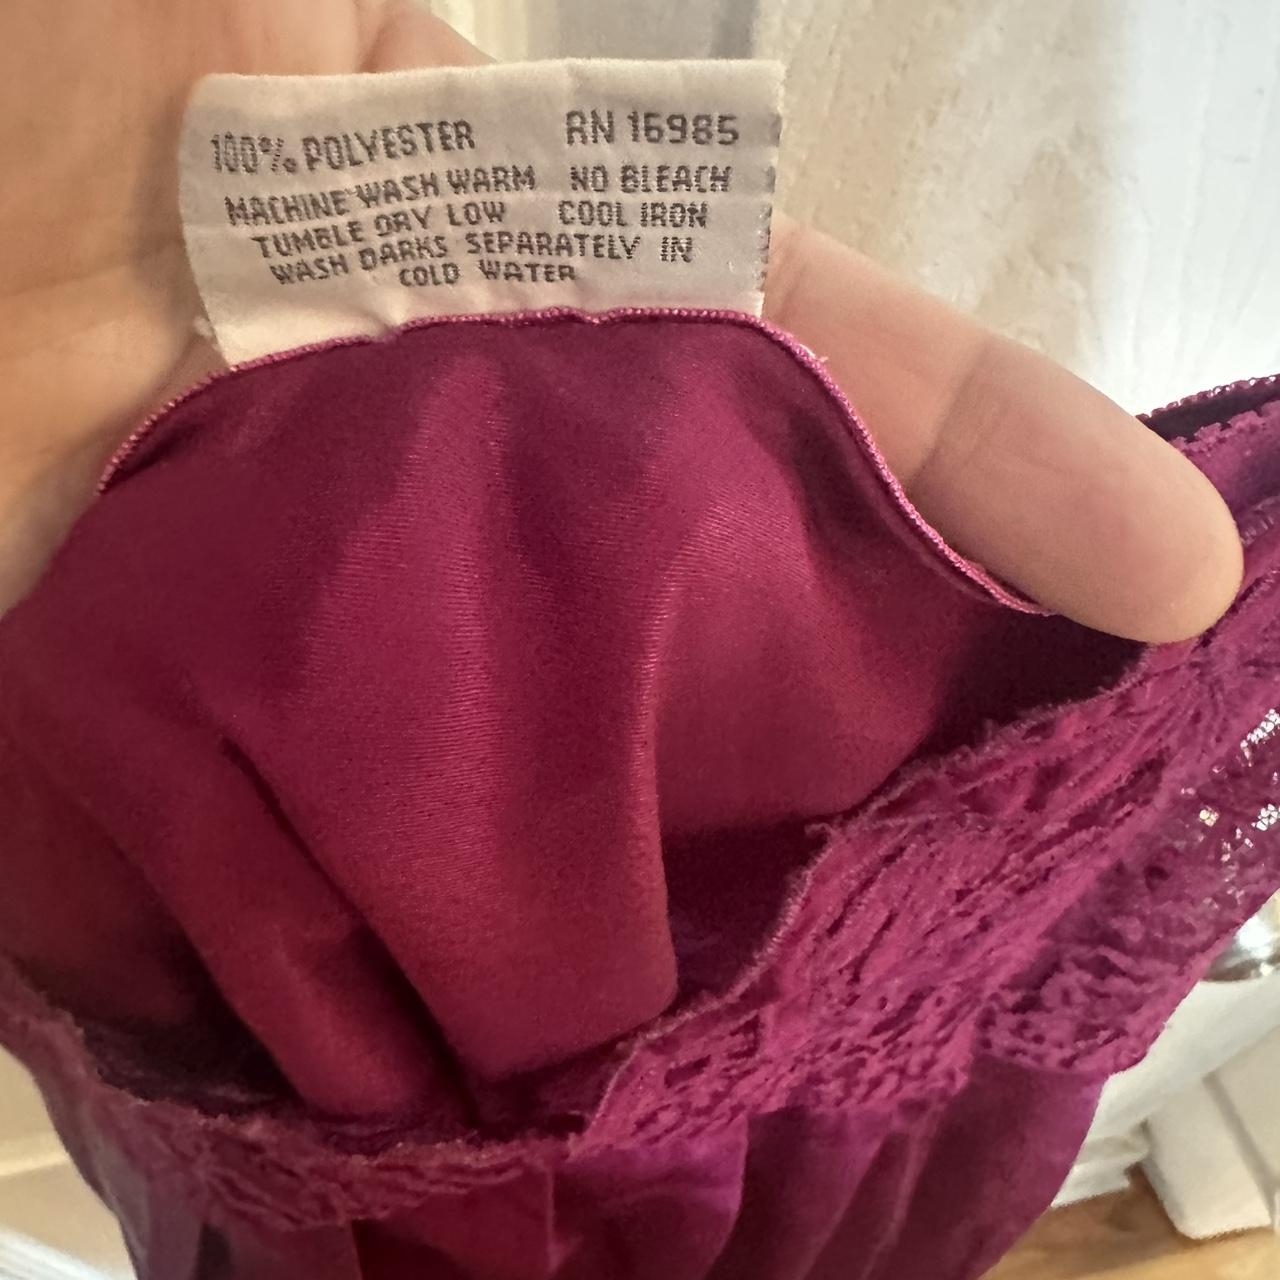 100% POLYESTER AN 16985
MACHINE WASH WARM NO BLEACH
TUMBLE DRY LOW COOL IRON
WASH DARKS SEPARATELY IN
COLD WATER